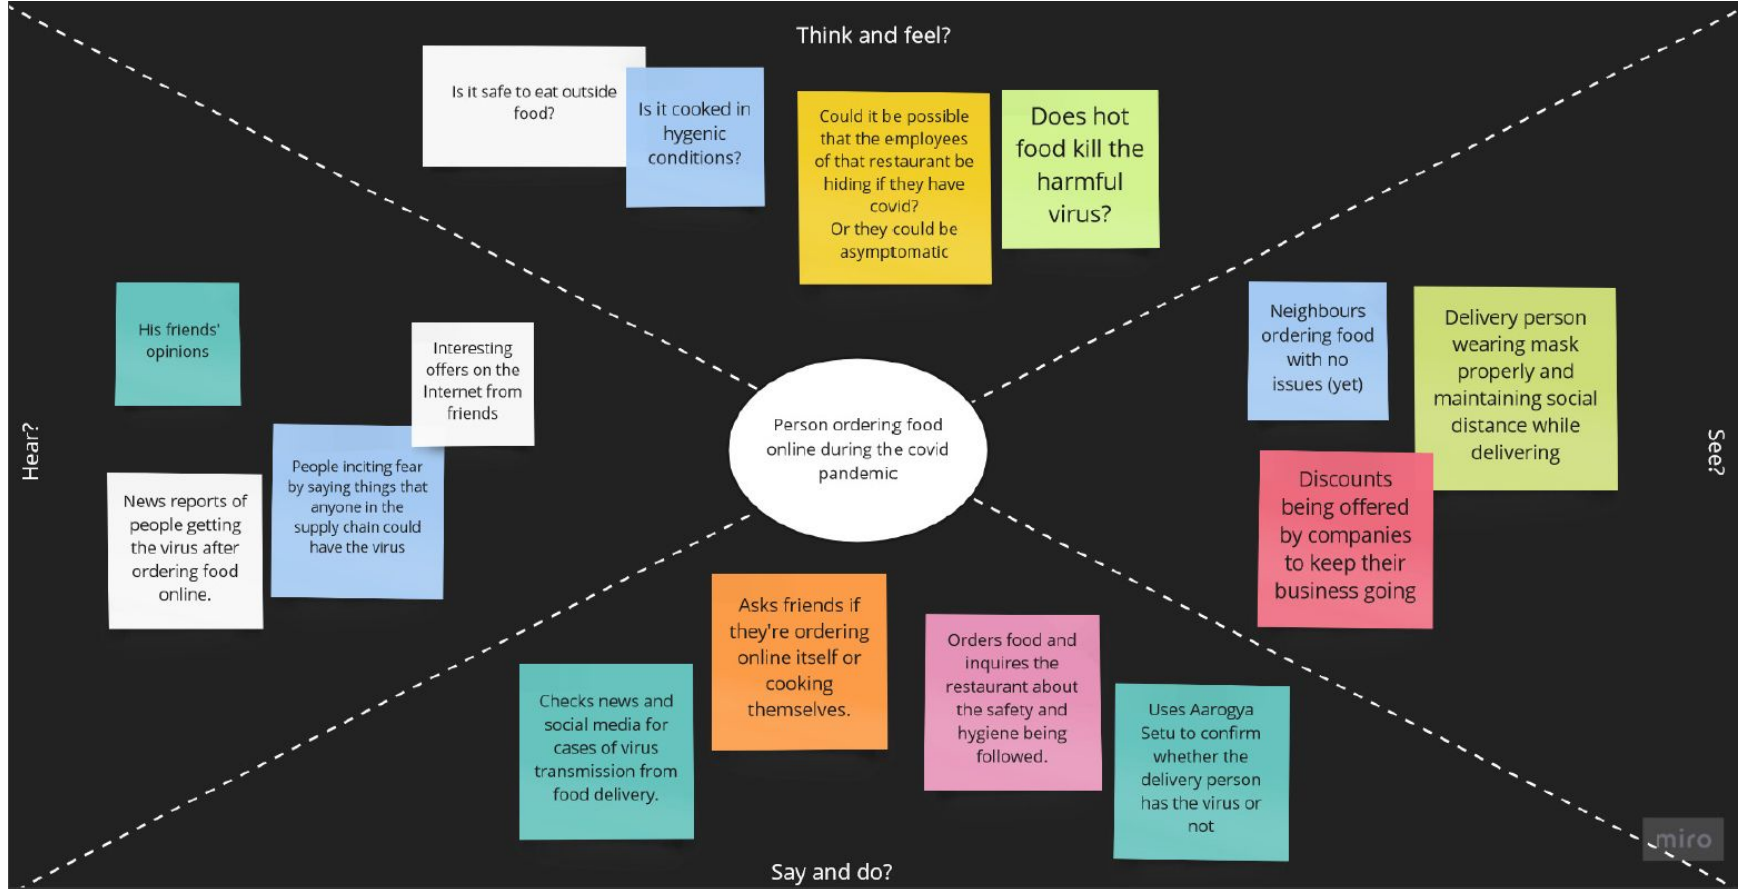 Think and feel?
Is it safe to eat outside
food?
Is it cooked in
hygenic
conditions?
Could it be possible
that the employees
of that restaurant be
hiding if they have
covid?
Or they could be
asymptomatic
Does hot
food kill the
harmful
virus?
Hear?
His friends'
opinions
Interesting
offers on the
Internet from
friends
News reports of
people getting
the virus after
ordering food
online.
People inciting fear
by saying things that
anyone in the
supply chain could
have the virus
Person ordering food
online during the covid
pandemic
See?
Neighbours
ordering food
with no
issues (yet)
Delivery person
wearing mask
properly and
maintaining social
distance while
delivering
Discounts
being offered
by companies
to keep their
business going
Checks news and
social media for
cases of virus
transmission from
food delivery.
Asks friends if
they're ordering
online itself or
cooking
themselves.
Orders food and
inquires the
restaurant about
the safety and
hygiene being
followed.
Uses Aarogya
Setu to confirm
whether the
delivery person
has the virus or
not
Say and do?
miro